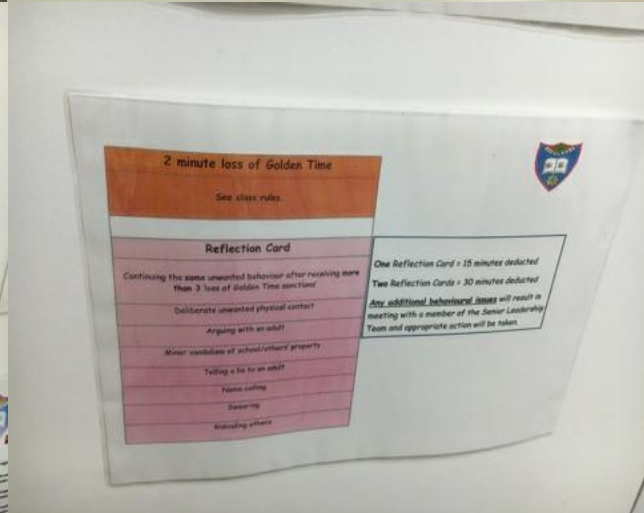 2 minute loss of Golden Time
See class rules.
Reflection Card
Continuing the same unwanted behaviour after receiving more
than 3 'loss of Golden Time sanctions'
Deliberate unwanted physical contact
Arguing with an adult
Minor vandalism of school/others' property
Telling a lie to an adult
Name calling
Swearing
Ridiculing others
One Reflection Card = 15 minutes deducted
Two Reflection Cards = 30 minutes deducted
Any additional behavioural issues will result in
meeting with a member of the Senior Leadership
Team and appropriate action will be taken.